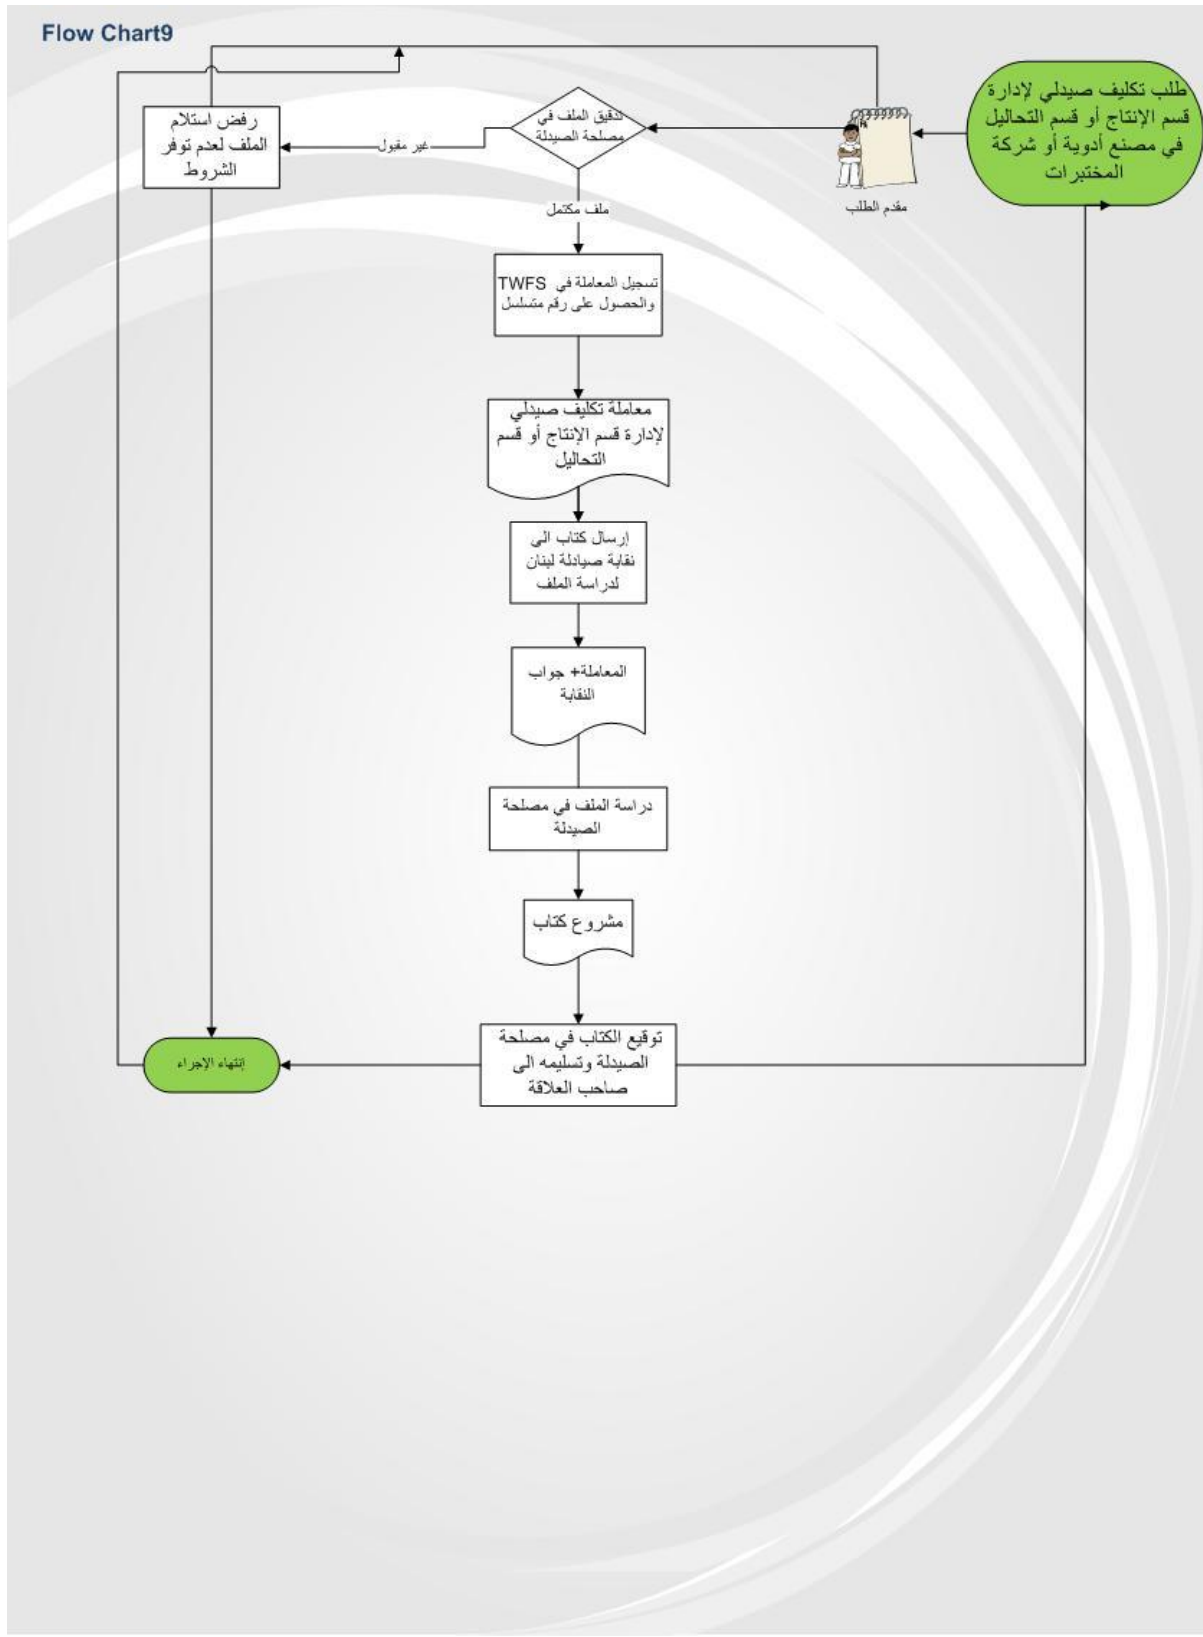 Flow Chart9
طلب تكليف صيدلي لإدارة
قسم الإنتاج أو قسم التحاليل
في مصنع أدوية أو شركة
المختبرات
مقدم الطلب
تدقيق الملف في
مصلحة الصيدلة
غير مقبول
رفض استلام
الملف لعدم توفر
الشروط
ملف مكتمل
تسجيل المعاملة في TWFS
والحصول على رقم متسلسل
معاملة تكليف صيدلي
لإدارة قسم الإنتاج أو قسم
التحاليل
إرسال كتاب الى
نقابة صيادلة لبنان
لدراسة الملف
المعاملة+ جواب
النقابة
دراسة الملف في مصلحة
الصيدلة
مشروع كتاب
توقيع الكتاب في مصلحة
الصيدلة وتسليمه الى
صاحب العلاقة
إنتهاء الإجراء